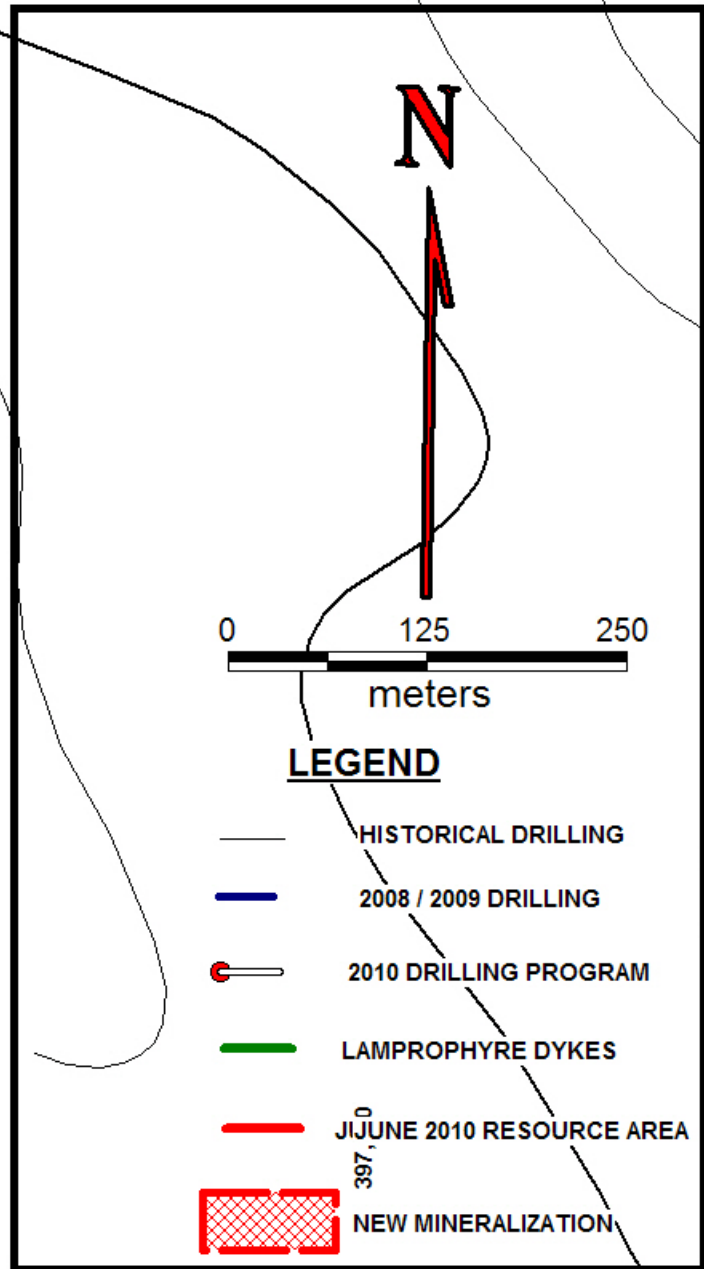 N
0 125 250
meters
LEGEND
HISTORICAL DRILLING
2008 / 2009 DRILLING
2010 DRILLING PROGRAM
LAMPROPHYRE DYKES
JUNE 2010 RESOURCE AREA
NEW MINERALIZATION